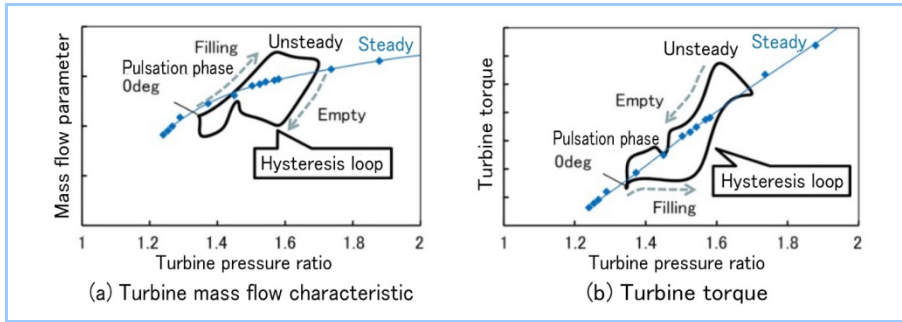 Mass flow parameter
Filling
Unsteady
Steady
Pulsation phase
0deg
Empty
Hysteresis loop
1
1.2
1.4
1.6
1.8
2
Turbine pressure ratio
(a) Turbine mass flow characteristic
Turbine torque
Unsteady
Steady
Empty
Pulsation phase
0deg
Hysteresis loop
Filling
1
1.2
1.4
1.6
1.8
2
Turbine pressure ratio
(b) Turbine torque